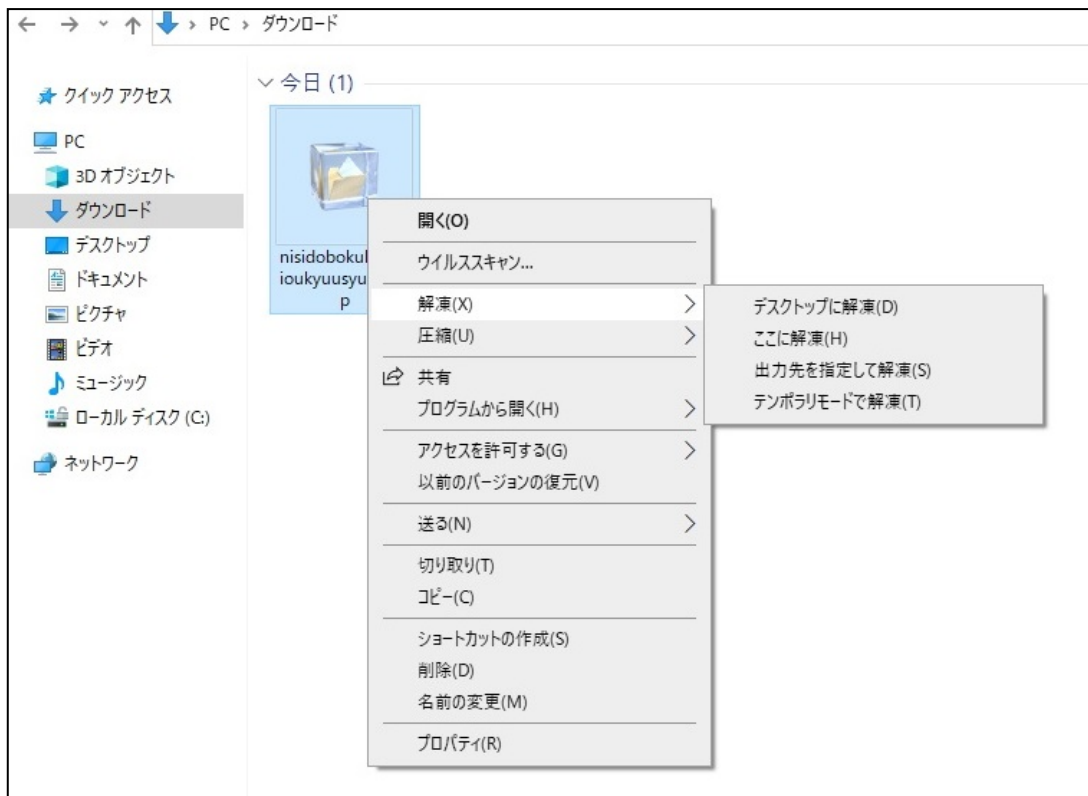 PC › ダウンロード
クイック アクセス
PC
3D オブジェクト
ダウンロード
デスクトップ
ドキュメント
ピクチャ
ビデオ
ミュージック
ローカル ディスク (C:)
ネットワーク
今日 (1)
nisidobokul
ioukyuusyu
p
開く(O)
ウイルススキャン...
解凍(X)
圧縮(U)
共有
プログラムから開く(H)
アクセスを許可する(G)
以前のバージョンの復元(V)
送る(N)
切り取り(T)
コピー(C)
ショートカットの作成(S)
削除(D)
名前の変更(M)
プロパティ(R)
デスクトップに解凍(D)
ここに解凍(H)
出力先を指定して解凍(S)
テンポラリモードで解凍(T)